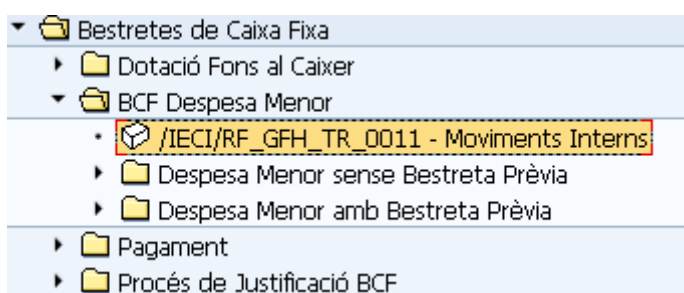 Bestretes de Caixa Fixa
Dotació Fons al Caixer
BCF Despesa Menor
/IECI/RF_GFH_TR_0011 - Moviments Interns
Despesa Menor sense Bestreta Prèvia
Despesa Menor amb Bestreta Prèvia
Pagament
Procés de Justificació BCF